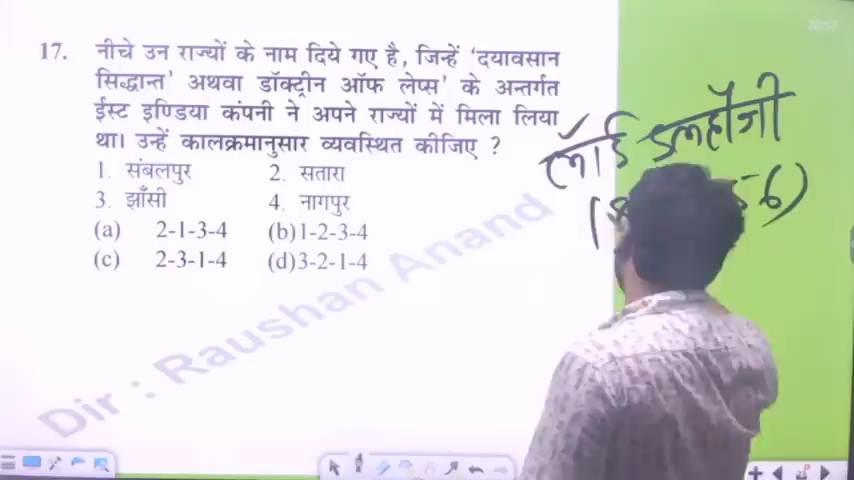 20:57
17. नीचे उन राज्यों के नाम दिये गए है, जिन्हें 'दयावसान
सिद्धान्त' अथवा डॉक्ट्रीन ऑफ लेप्स' के अन्तर्गत
ईस्ट इण्डिया कंपनी ने अपने राज्यों में मिला लिया
था। उन्हें कालक्रमानुसार व्यवस्थित कीजिए ?
1. संबलपुर 2. सतारा
3. झाँसी 4. नागपुर
(a) 2-1-3-4 (b)1-2-3-4
(c) 2-3-1-4 (d)3-2-1-4
लॉर्ड डलहौजी
Dir : Raushan Anand